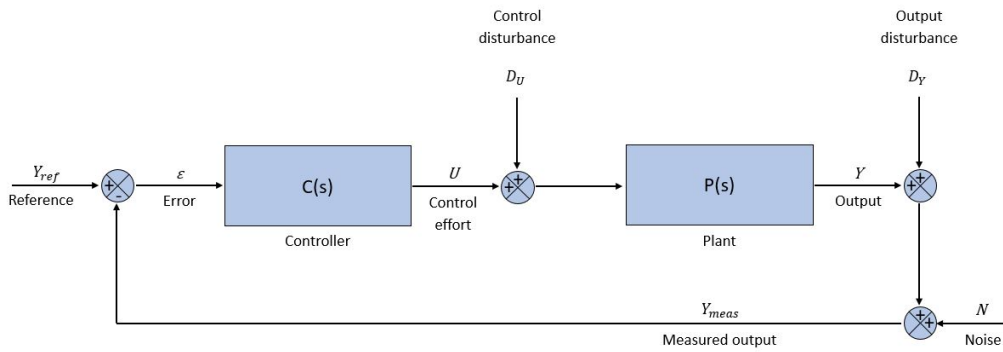 Control
disturbance
D_U
Output
disturbance
D_Y
Y_ref
Reference
+
-
ε
Error
C(s)
Controller
U
Control
effort
+
+
P(s)
Plant
Y
Output
+
+
Y_meas
Measured output
+
+
N
Noise